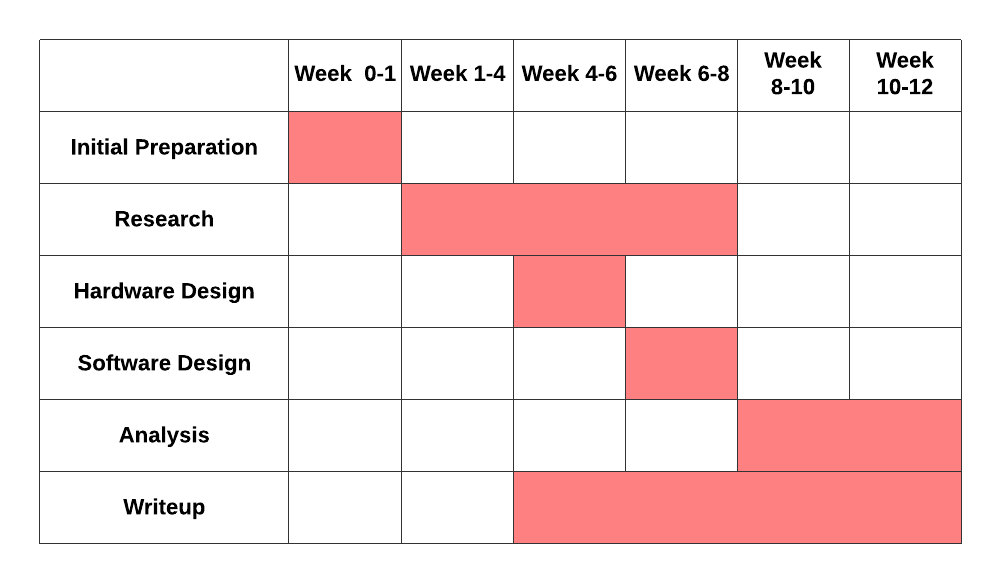 Week  0-1
Week 1-4
Week 4-6
Week 6-8
Week
8-10
Week
10-12
Initial Preparation
Research
Hardware Design
Software Design
Analysis
Writeup